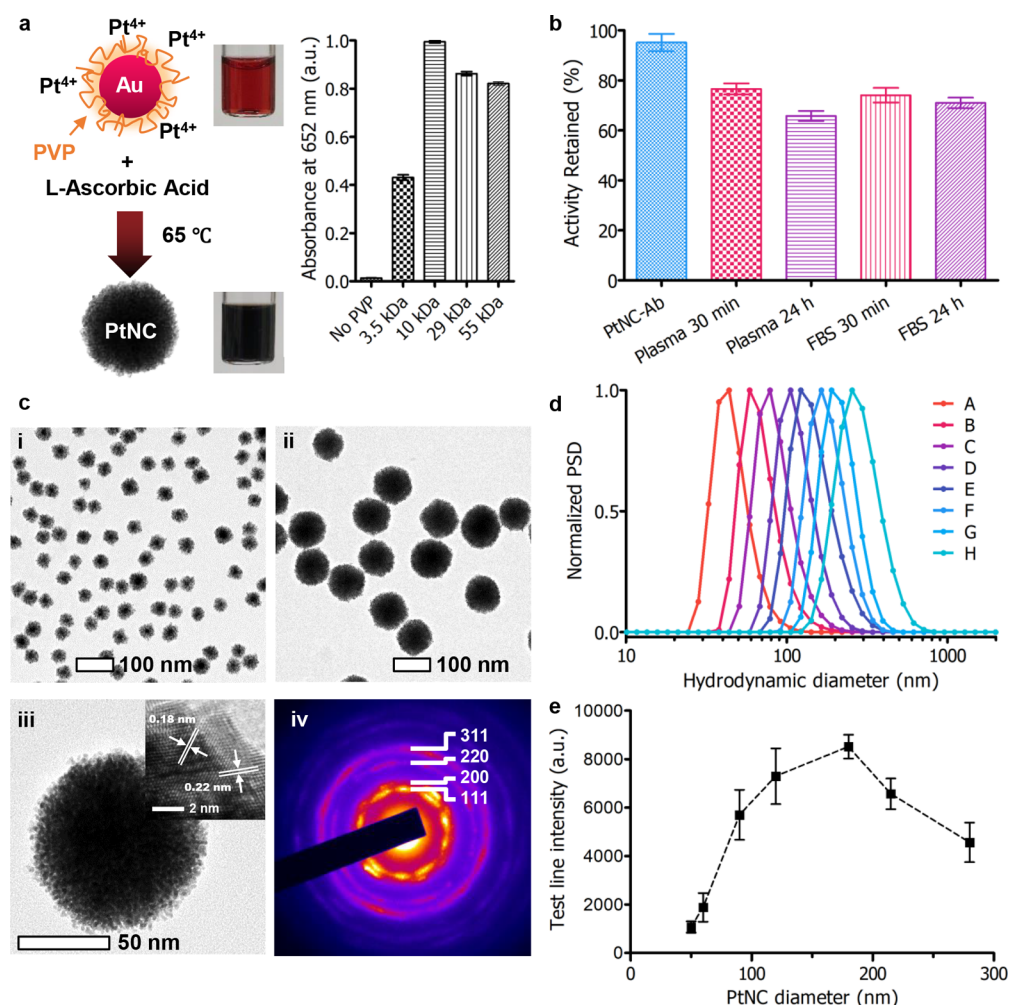 a
Pt4+
Pt4+
Pt4+
Au
Pt4+
PVP
+
L-Ascorbic Acid
65 ℃
PtNC
Absorbance at 652 nm (a.u.)
1.0
0.8
0.6
0.4
0.2
0.0
No PVP
3.5 kDa
10 kDa
29 kDa
55 kDa
b
Activity Retained (%)
100
80
60
40
20
0
PtNC-Ab
Plasma 30 min
Plasma 24 h
FBS 30 min
FBS 24 h
c
i
100 nm
ii
100 nm
iii
0.18 nm
0.22 nm
2 nm
50 nm
iv
311
220
200
111
d
Normalized PSD
1.0
0.5
0.0
10
100
1000
Hydrodynamic diameter (nm)
A
B
C
D
E
F
G
H
e
Test line intensity (a.u.)
10000
8000
6000
4000
2000
0
0
100
200
300
PtNC diameter (nm)